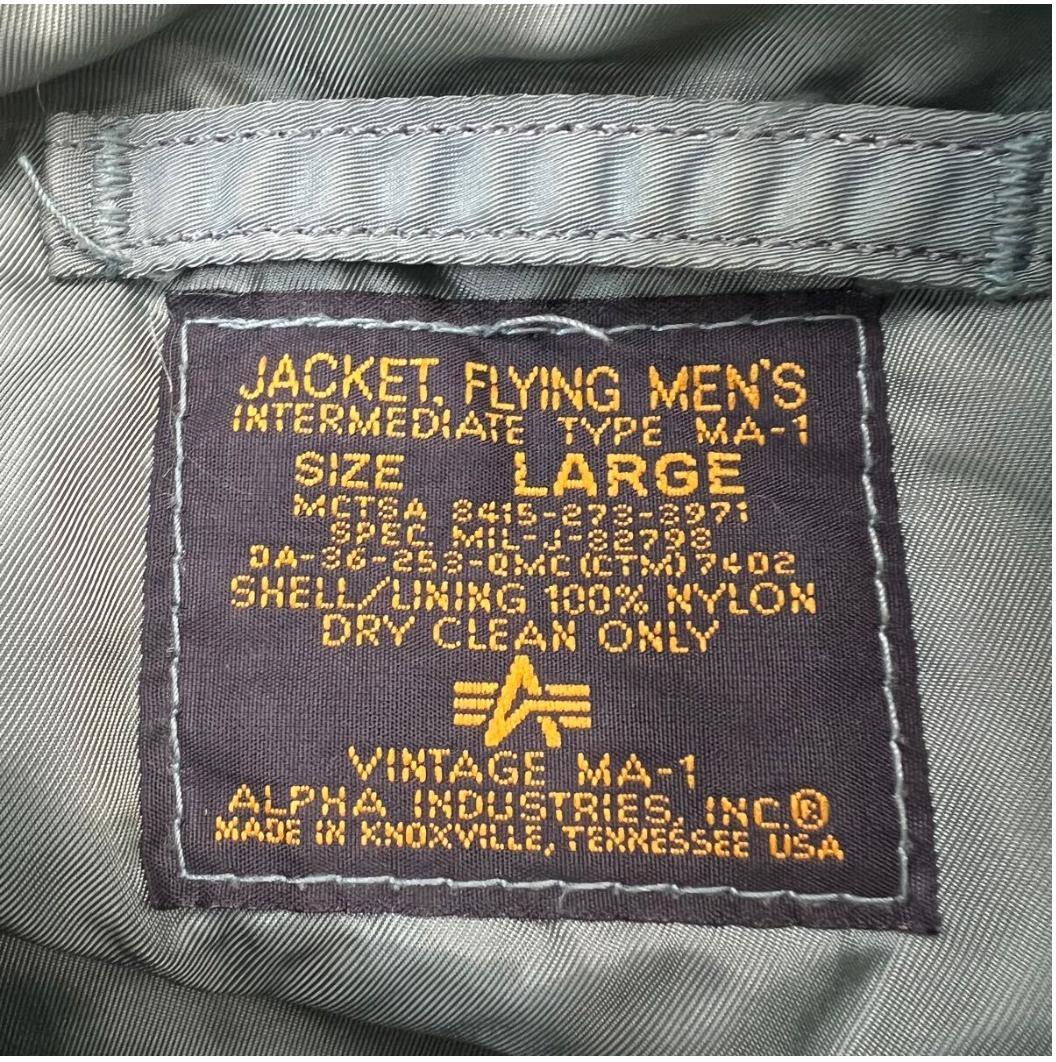 JACKET, FLYING MEN'S
INTERMEDIATE TYPE MA-1
SIZE LARGE
MCTSA 8415-273-3971
SPEC. MIL-J-82798
DA-36-253-QMC(CTM)7402
SHELL/LINING 100% NYLON
DRY CLEAN ONLY
VINTAGE MA-1
ALPHA INDUSTRIES, INC.®
MADE IN KNOXVILLE, TENNESSEE USA